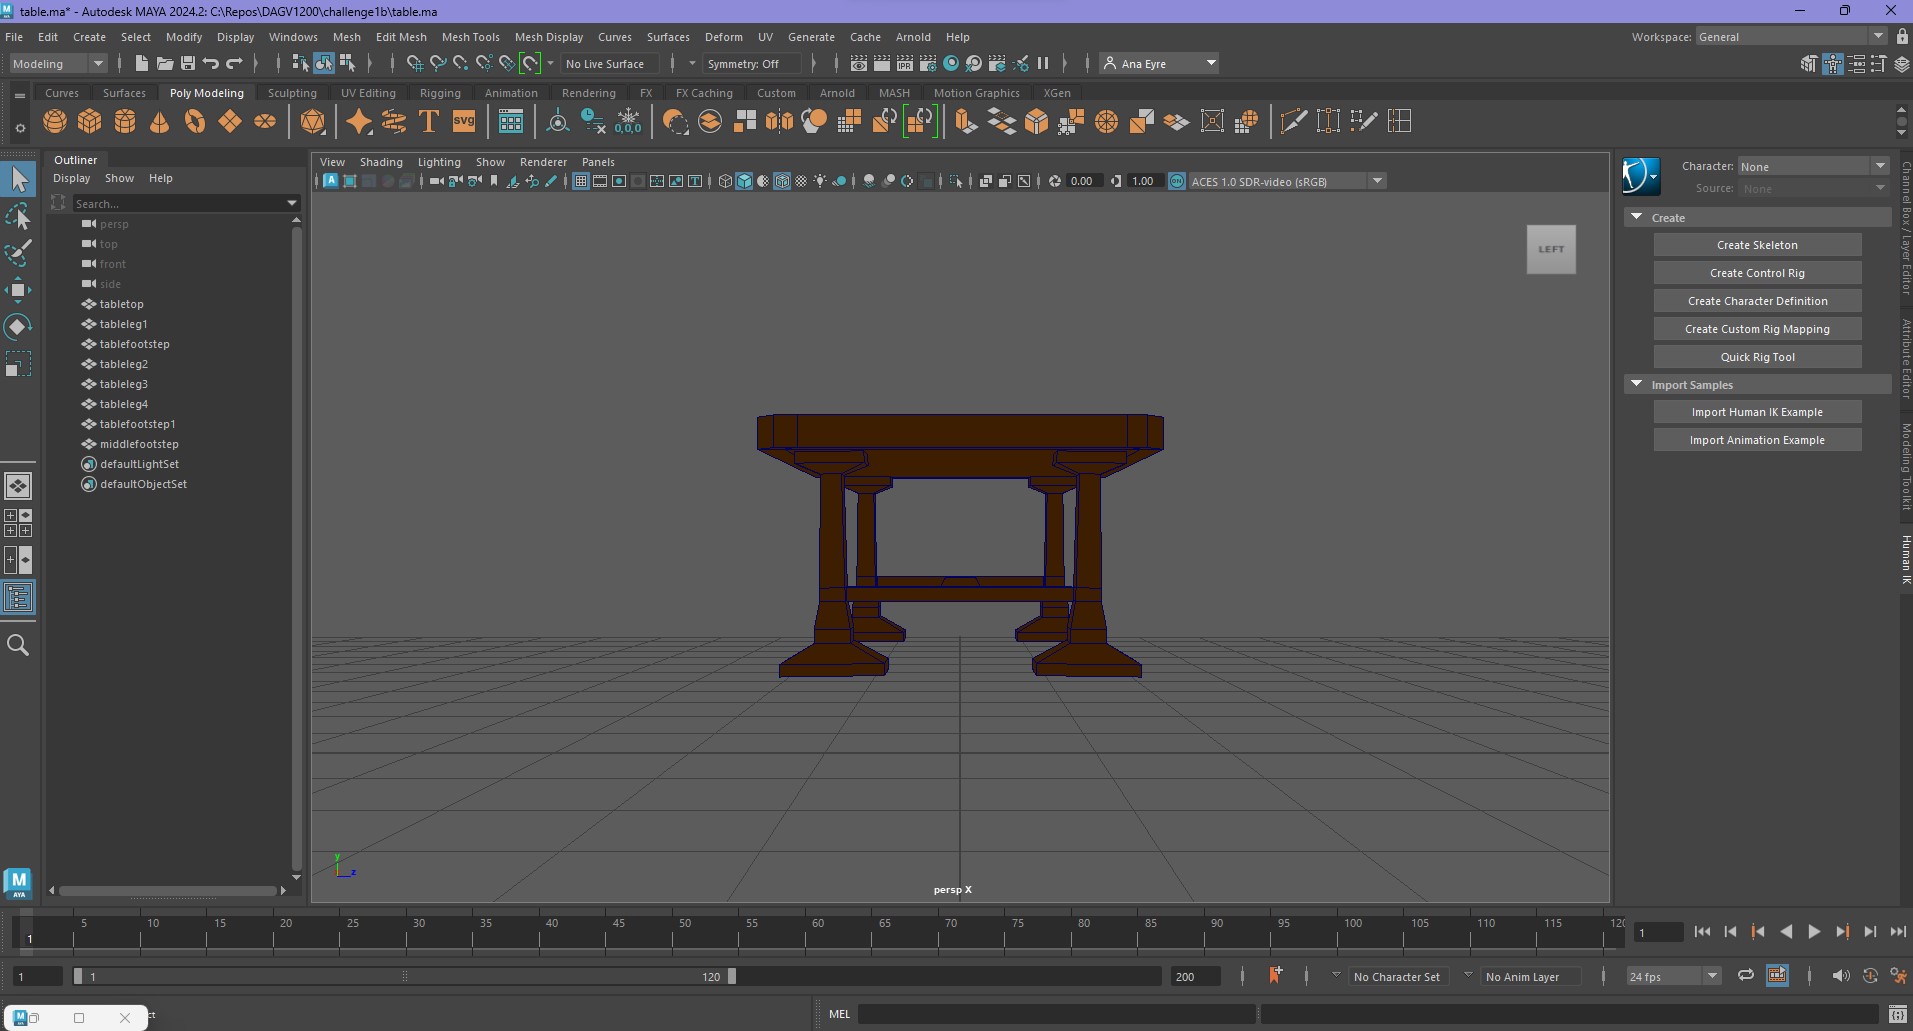 table.ma* - Autodesk MAYA 2024.2: C:\Repos\DAGV1200\challenge1b\table.ma
File Edit Create Select Modify Display Windows Mesh Edit Mesh Mesh Tools Mesh Display Curves Surfaces Deform UV Generate Cache Arnold Help Workspace: General
Modeling No Live Surface Symmetry: Off IPR Ana Eyre
Curves Surfaces Poly Modeling Sculpting UV Editing Rigging Animation Rendering FX FX Caching Custom Arnold MASH Motion Graphics XGen
T SVG 0,0,0
Outliner
Display Show Help
Search...
persp
top
front
side
tabletop
tableleg1
tablefootstep
tableleg2
tableleg3
tableleg4
tablefootstep1
middlefootstep
defaultLightSet
defaultObjectSet
View Shading Lighting Show Renderer Panels
0.00 1.00 ACES 1.0 SDR-video (sRGB)
LEFT
y
z
persp X
Character: None
Source: None
Create
Create Skeleton
Create Control Rig
Create Character Definition
Create Custom Rig Mapping
Quick Rig Tool
Import Samples
Import Human IK Example
Import Animation Example
Channel Box / Layer Editor
Attribute Editor
Modeling Toolkit
Human IK
M
AYA
5 10 15 20 25 30 35 40 45 50 55 60 65 70 75 80 85 90 95 100 105 110 115 120
1 1
1 1 120 200 No Character Set No Anim Layer 24 fps
ct MEL